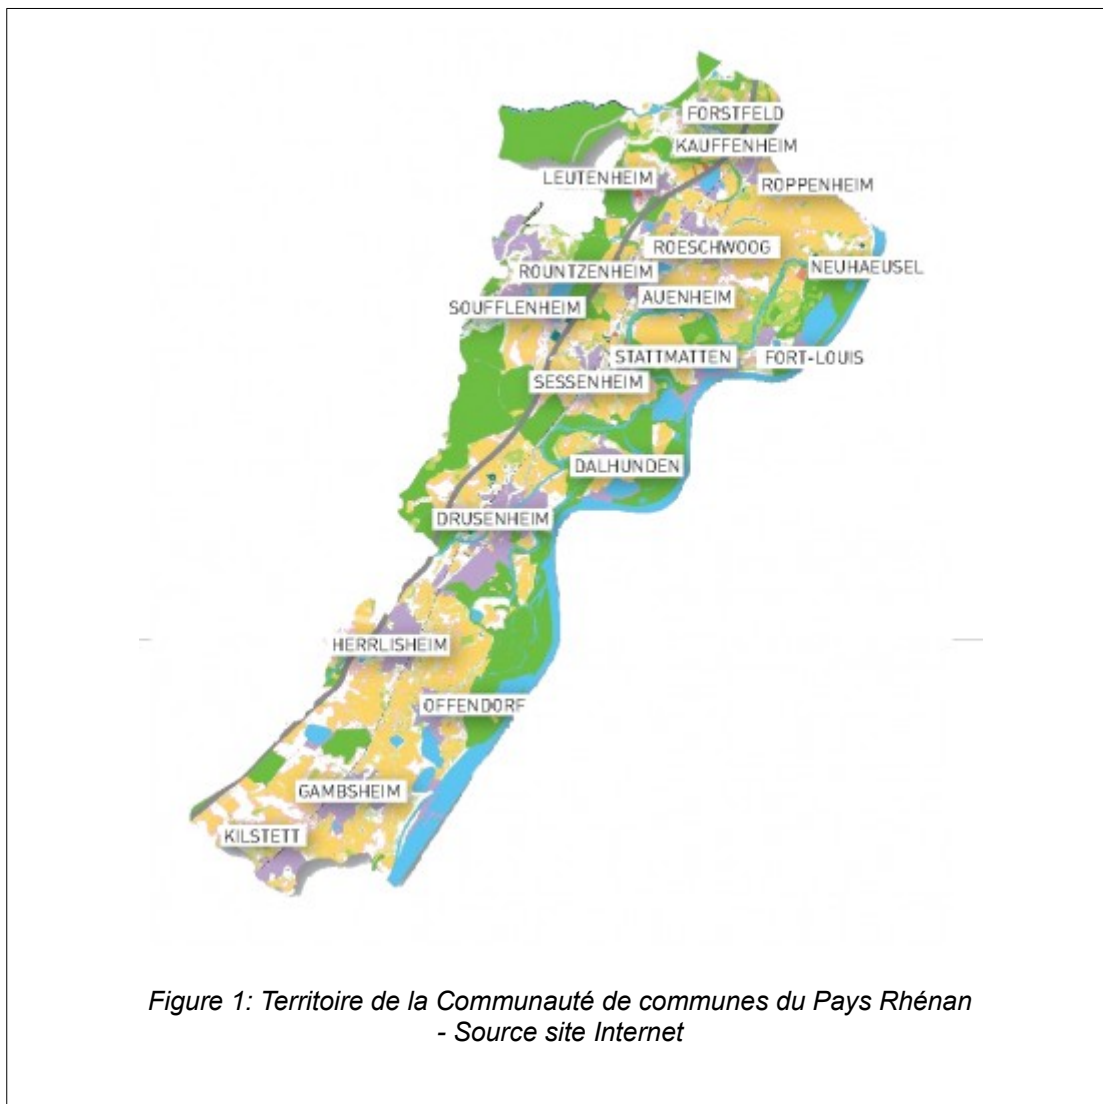 FORSTFELD
KAUFFENHEIM
LEUTENHEIM
ROPPENHEIM
ROESCHWOOG
ROUNTZENHEIM
NEUHAEUSEL
AUENHEIM
SOUFFLENHEIM
STATTMATTEN
FORT-LOUIS
SESSENHEIM
DALHUNDEN
DRUSENHEIM
HERRLISHEIM
OFFENDORF
GAMBSHEIM
KILSTETT
Figure 1: Territoire de la Communauté de communes du Pays Rhénan
- Source site Internet